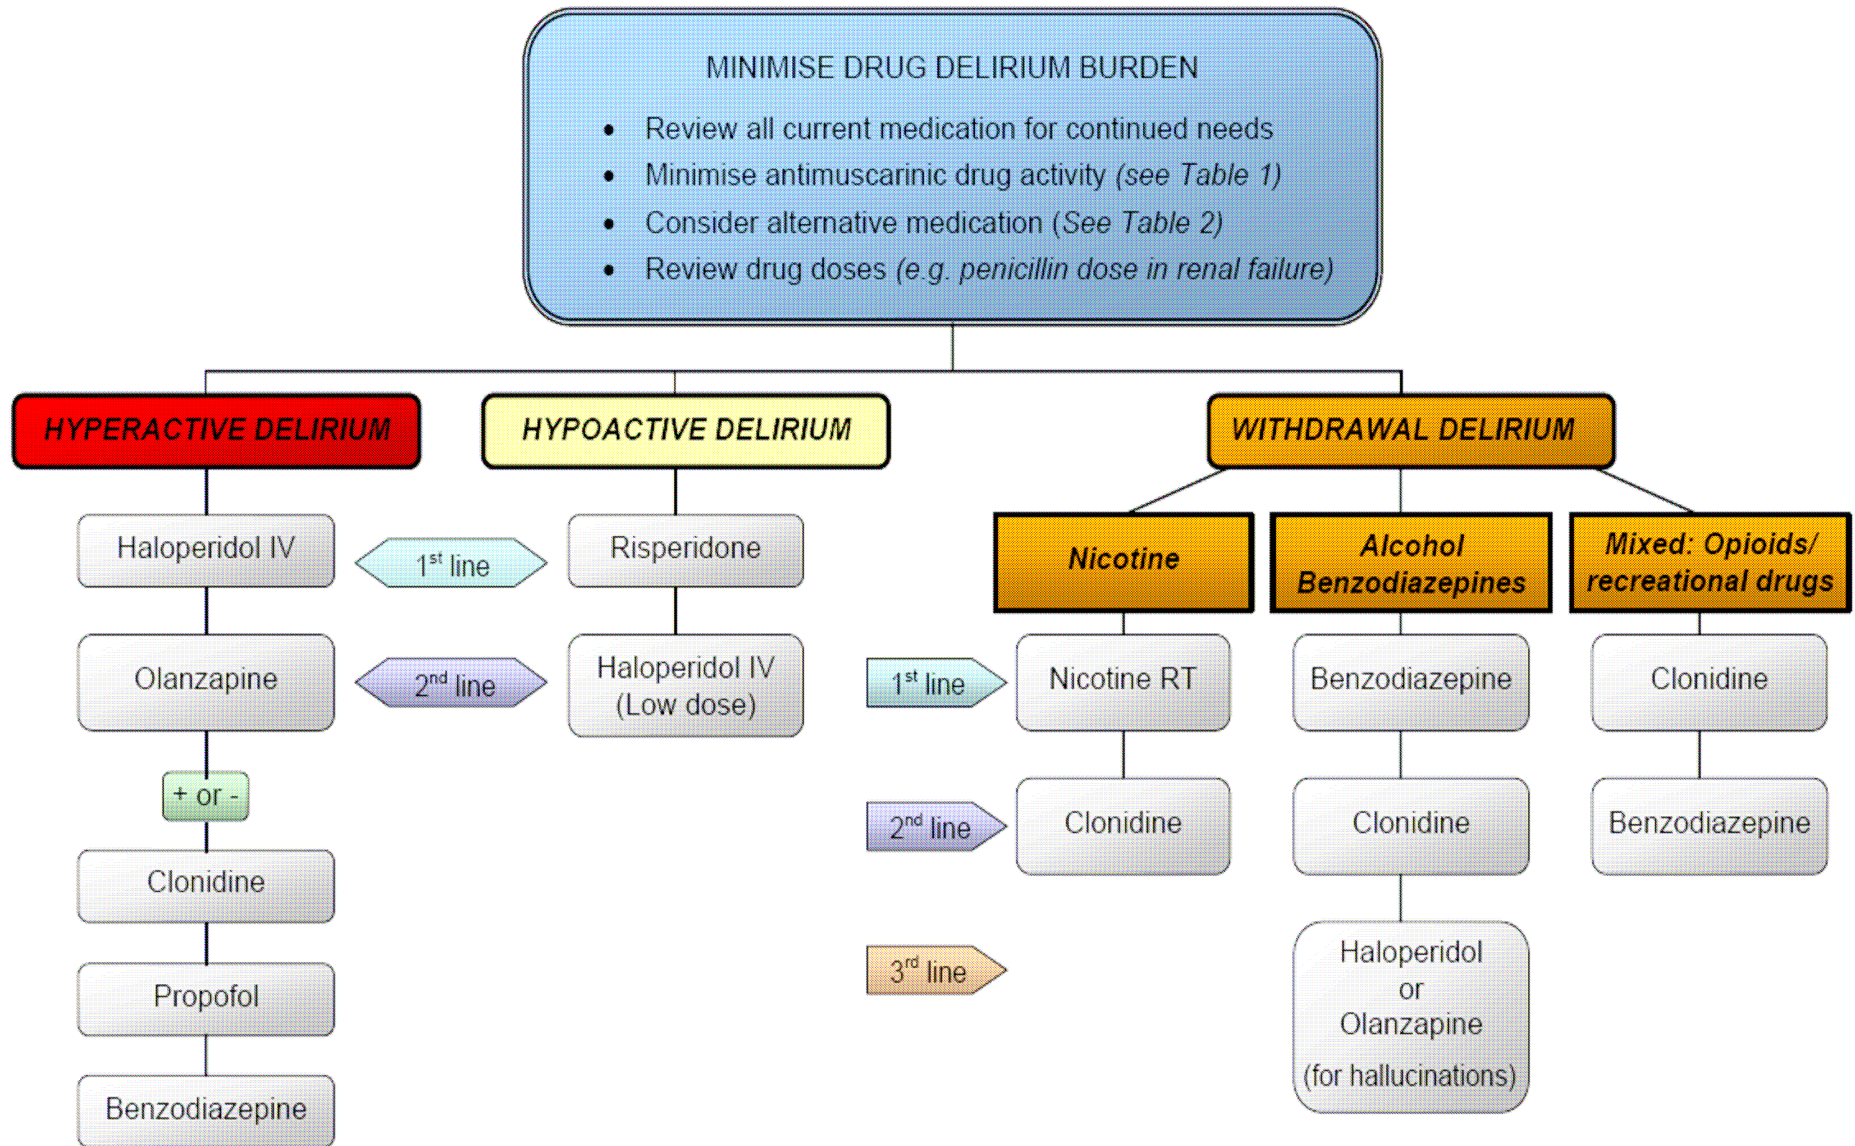 MINIMISE DRUG DELIRIUM BURDEN
• Review all current medication for continued needs
• Minimise antimuscarinic drug activity (see Table 1)
• Consider alternative medication (See Table 2)
• Review drug doses (e.g. penicillin dose in renal failure)
HYPERACTIVE DELIRIUM
HYPOACTIVE DELIRIUM
WITHDRAWAL DELIRIUM
Haloperidol IV
1st line
Risperidone
Olanzapine
2nd line
Haloperidol IV
(Low dose)
+ or -
Clonidine
Propofol
Benzodiazepine
Nicotine
Alcohol
Benzodiazepines
Mixed: Opioids/
recreational drugs
1st line
Nicotine RT
Benzodiazepine
Clonidine
2nd line
Clonidine
Clonidine
Benzodiazepine
3rd line
Haloperidol
or
Olanzapine
(for hallucinations)